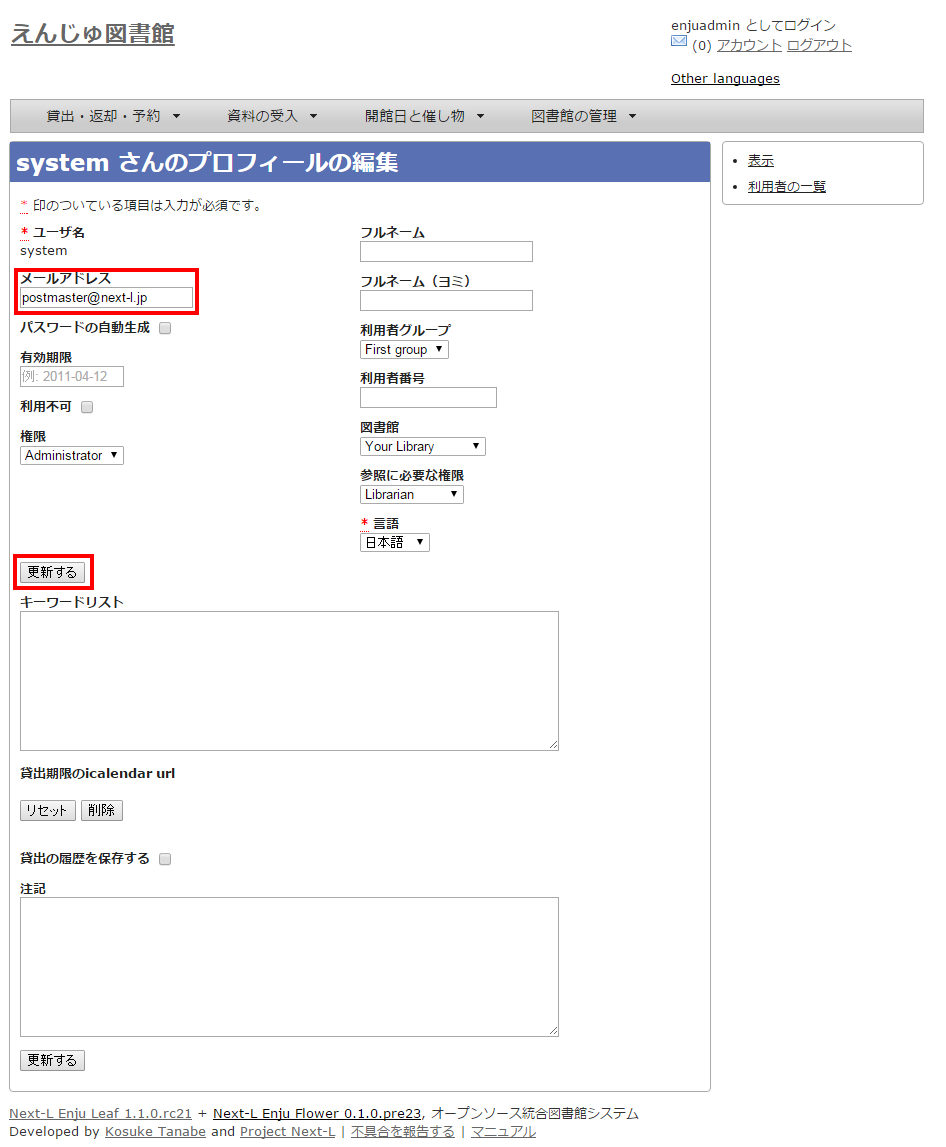 えんじゅ図書館
enjuadmin としてログイン
(0) アカウント ログアウト
Other languages
貸出・返却・予約 ▼ 資料の受入 ▼ 開館日と催し物 ▼ 図書館の管理 ▼
system さんのプロフィールの編集
• 表示
• 利用者の一覧
* 印のついている項目は入力が必須です。
* ユーザ名
system
メールアドレス
postmaster@next-l.jp
パスワードの自動生成
有効期限
例: 2011-04-12
利用不可
権限
Administrator ▼
フルネーム
フルネーム（ヨミ）
利用者グループ
First group ▼
利用者番号
図書館
Your Library ▼
参照に必要な権限
Librarian ▼
* 言語
日本語 ▼
更新する
キーワードリスト
貸出期限のicalendar url
リセット 削除
貸出の履歴を保存する
注記
更新する
Next-L Enju Leaf 1.1.0.rc21 + Next-L Enju Flower 0.1.0.pre23, オープンソース統合図書館システム
Developed by Kosuke Tanabe and Project Next-L | 不具合を報告する | マニュアル